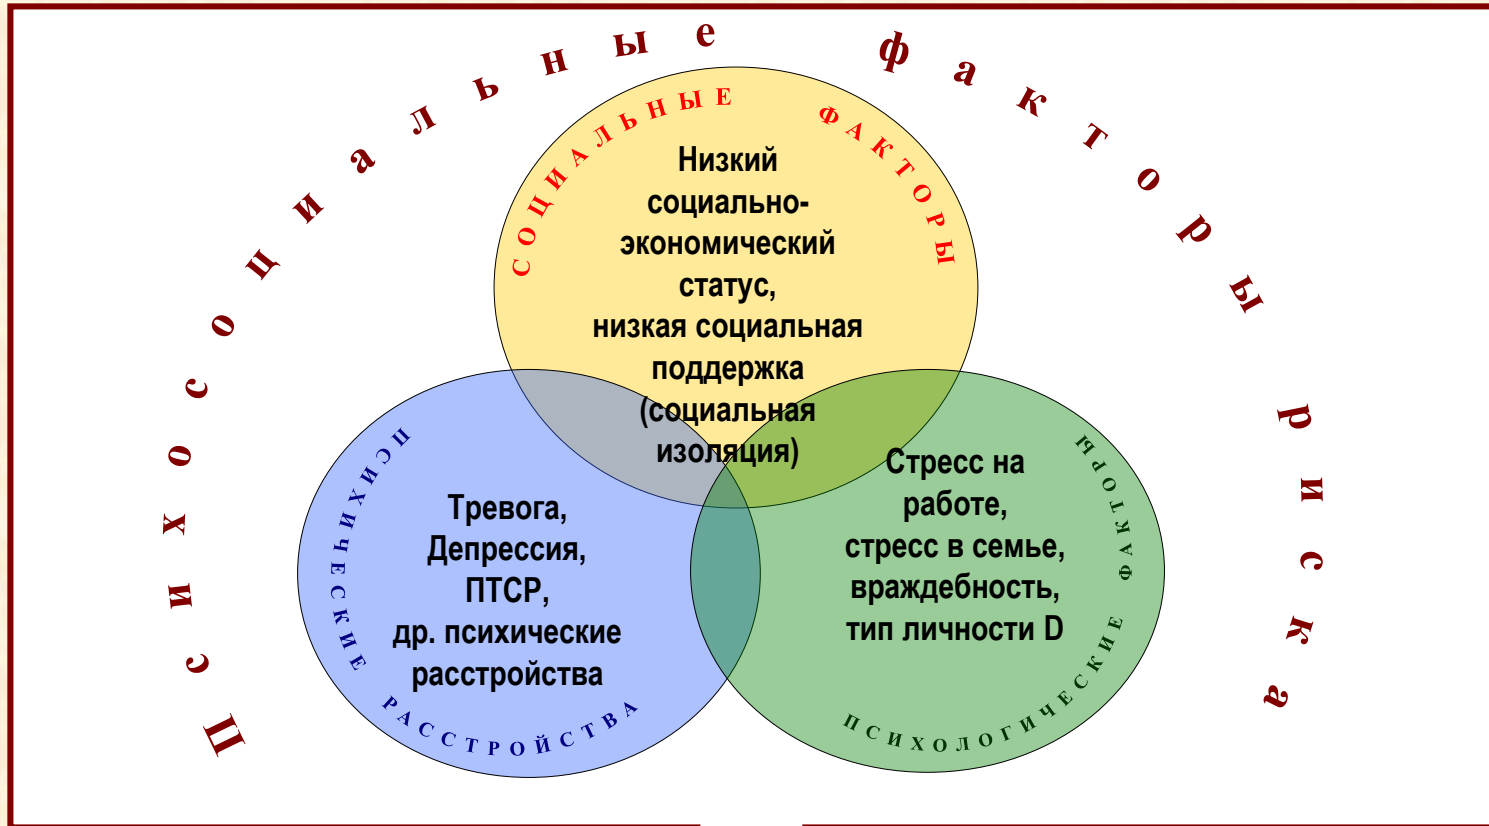 Психосоциальные факторы риска
СОЦИАЛЬНЫЕ ФАКТОРЫ
Низкий
социально-
экономический
статус,
низкая социальная
поддержка
(социальная
изоляция)
ПСИХИЧЕСКИЕ РАССТРОЙСТВА
Тревога,
Депрессия,
ПТСР,
др. психические
расстройства
ПСИХОЛОГИЧЕСКИЕ ФАКТОРЫ
Стресс на
работе,
стресс в семье,
враждебность,
тип личности D